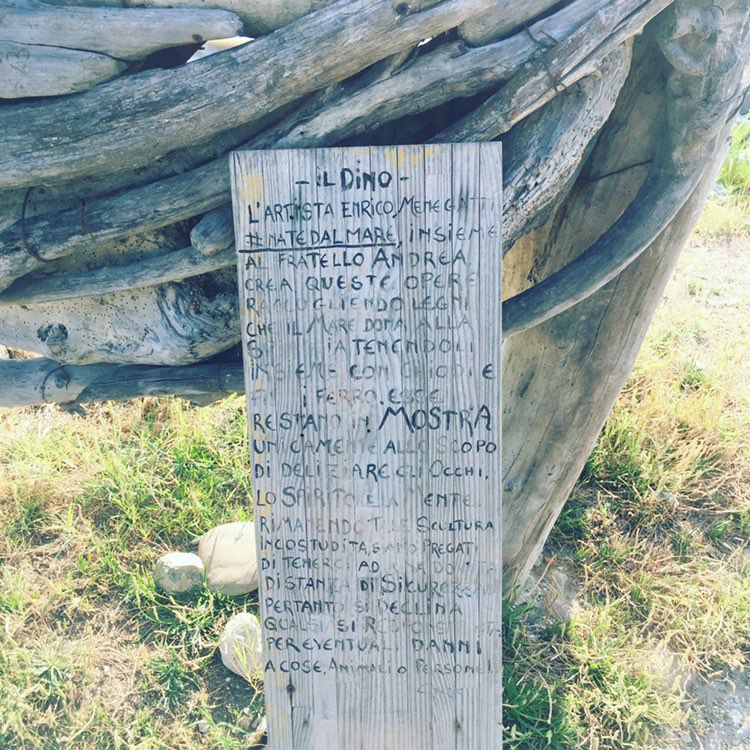 - IL DINO -
L'ARTISTA ENRICO, MENEGATTI
#NATEDALMARE, INSIEME
AL FRATELLO ANDREA,
CREA QUESTE OPERE
RACCOGLIENDO LEGNI
CHE IL MARE DONA ALLA
TENENDOLI
INSIEME CON CHIODI E
FERRO. ESSE
RESTANO IN MOSTRA
UNICAMENTE ALLO SCOPO
DI DELIZIARE GLI OCCHI,
LO SPIRITO E LA MENTE.
RIMANENDO TALE SCULTURA
INCOSTUDITA, SIAMO PREGATI
DI TENERCI AD UNA DOVUTA
DISTANZA DI SICUREZZA
PERTANTO SI DECLINA
QUALSIASI RESPONSABILITÀ
PER EVENTUALI DANNI
A COSE, ANIMALI O PERSONE!